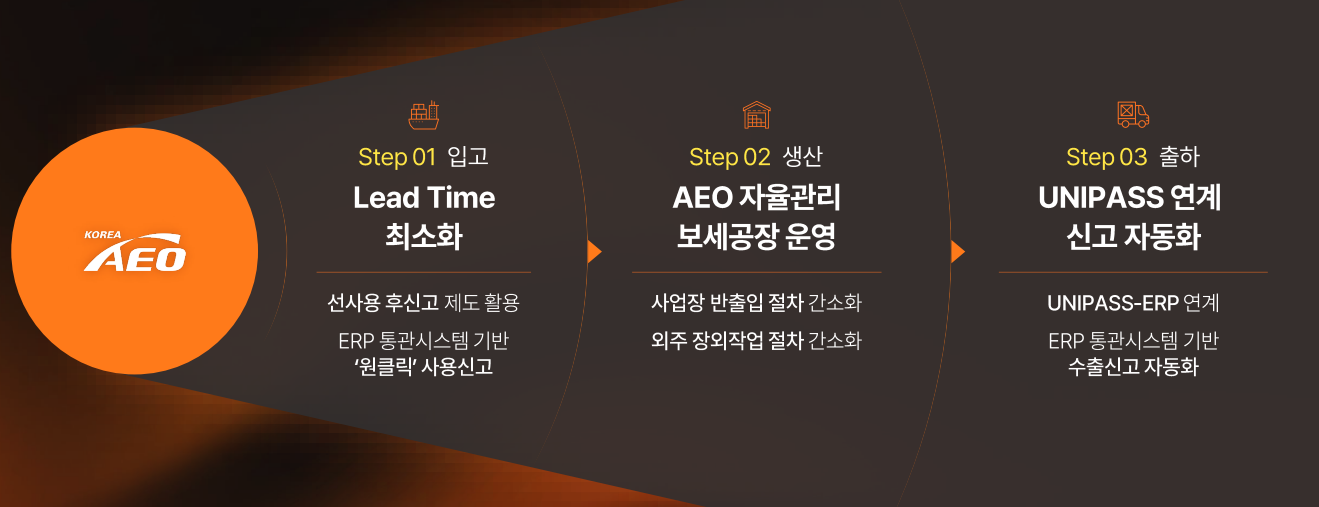 KOREA
AEO
Step 01 입고
Lead Time
최소화
선사용 후신고 제도 활용
ERP 통관시스템 기반
‘원클릭’ 사용신고
Step 02 생산
AEO 자율관리
보세공장 운영
사업장 반출입 절차 간소화
외주 장외작업 절차 간소화
Step 03 출하
UNIPASS 연계
신고 자동화
UNIPASS-ERP 연계
ERP 통관시스템 기반
수출신고 자동화